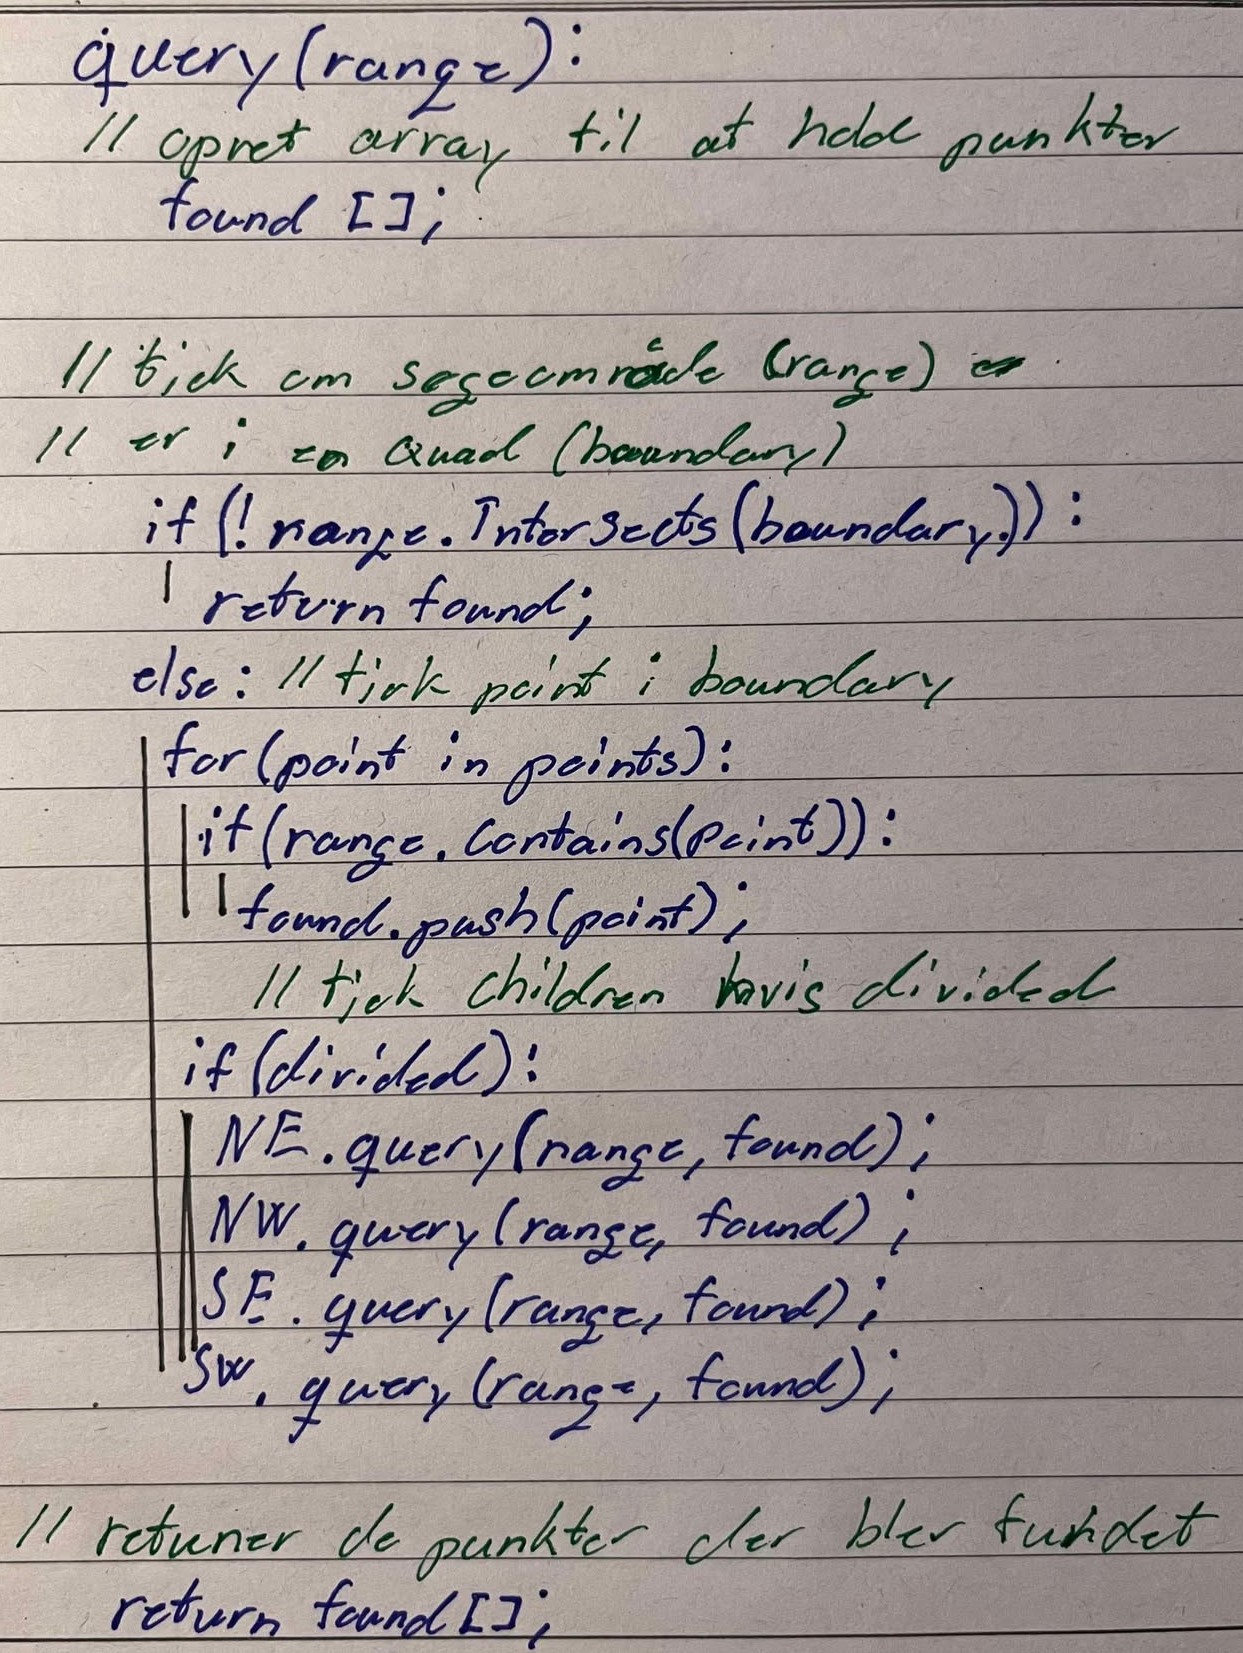 query(range):
// opret array til at hold punkter
found [];
// tjek om søgeområde (range)
// er i en Quad (boundary)
if (! range.Intersects(boundary)):
return found;
else: // tjek point i boundary
for (point in points):
if (range.contains(point)):
found.push(point);
// tjek children hvis divided
if (divided):
NE.query(range, found);
NW.query(range, found);
SE.query(range, found);
SW.query(range, found);
// retuner de punkter der blev fundet
return found [];